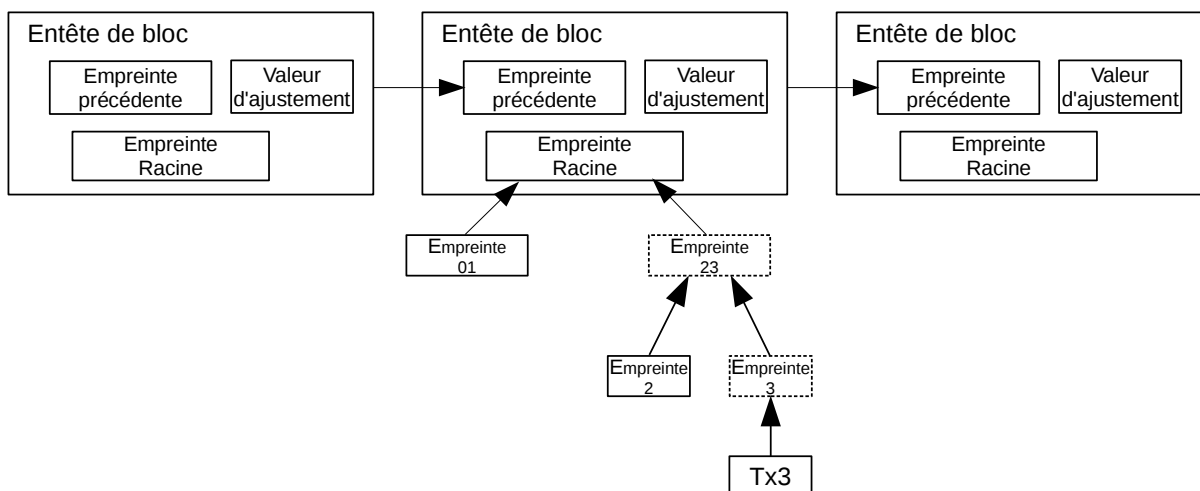 Entête de bloc
Empreinte
précédente
Valeur
d'ajustement
Empreinte
Racine
Entête de bloc
Empreinte
précédente
Valeur
d'ajustement
Empreinte
Racine
Entête de bloc
Empreinte
précédente
Valeur
d'ajustement
Empreinte
Racine
Empreinte
01
Empreinte
23
Empreinte
2
Empreinte
3
Tx3